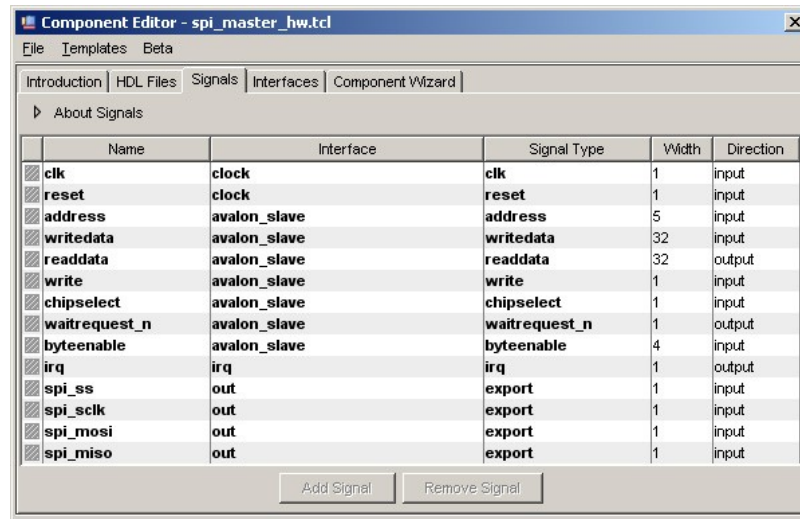 Component Editor - spi_master_hw.tcl
File Templates Beta
Introduction HDL Files Signals Interfaces Component Wizard
About Signals
Name Interface Signal Type Width Direction
clk clock clk 1 input
reset clock reset 1 input
address avalon_slave address 5 input
writedata avalon_slave writedata 32 input
readdata avalon_slave readdata 32 output
write avalon_slave write 1 input
chipselect avalon_slave chipselect 1 input
waitrequest_n avalon_slave waitrequest_n 1 output
byteenable avalon_slave byteenable 4 input
irq irq irq 1 output
spi_ss out export 1 input
spi_sclk out export 1 input
spi_mosi out export 1 input
spi_miso out export 1 input
Add Signal Remove Signal